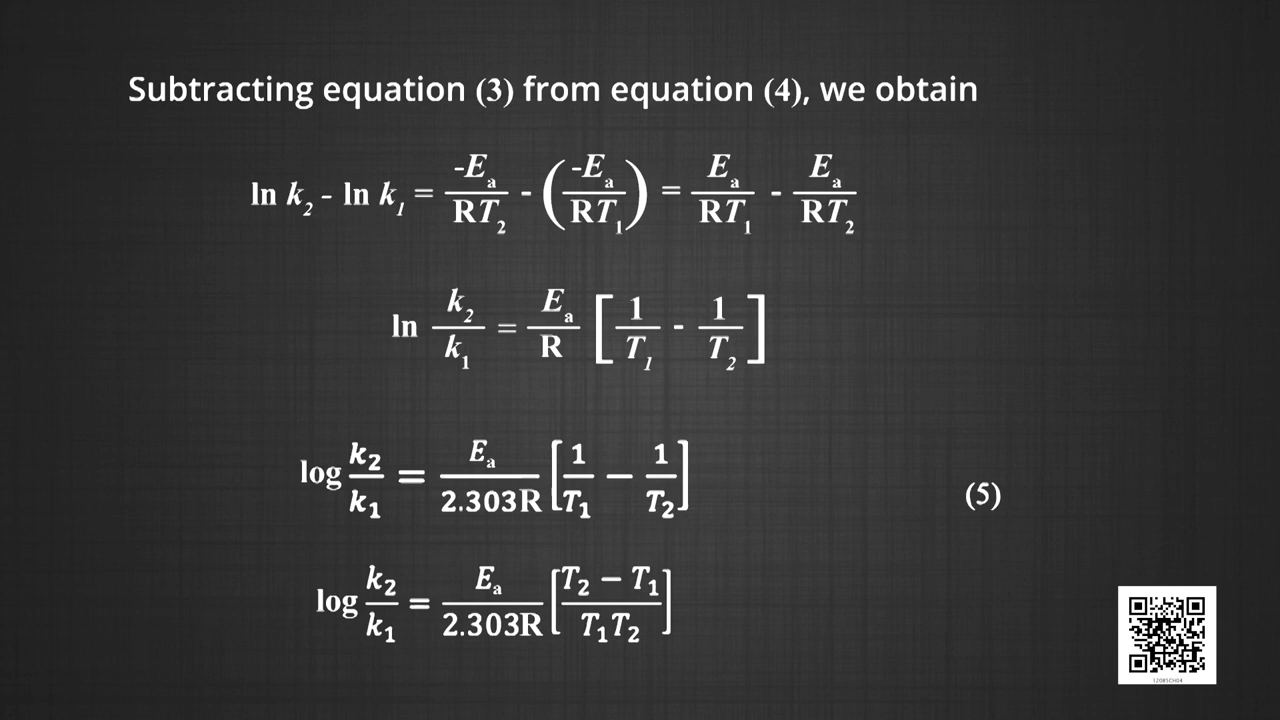 Subtracting equation (3) from equation (4), we obtain
ln k₂ - ln k₁ = -Eₐ/RT₂ - (-Eₐ/RT₁) = Eₐ/RT₁ - Eₐ/RT₂
ln k₂/k₁ = Eₐ/R [1/T₁ - 1/T₂]
log k₂/k₁ = Eₐ/2.303R [1/T₁ − 1/T₂] (5)
log k₂/k₁ = Eₐ/2.303R [T₂ − T₁/T₁T₂]
12085CH04